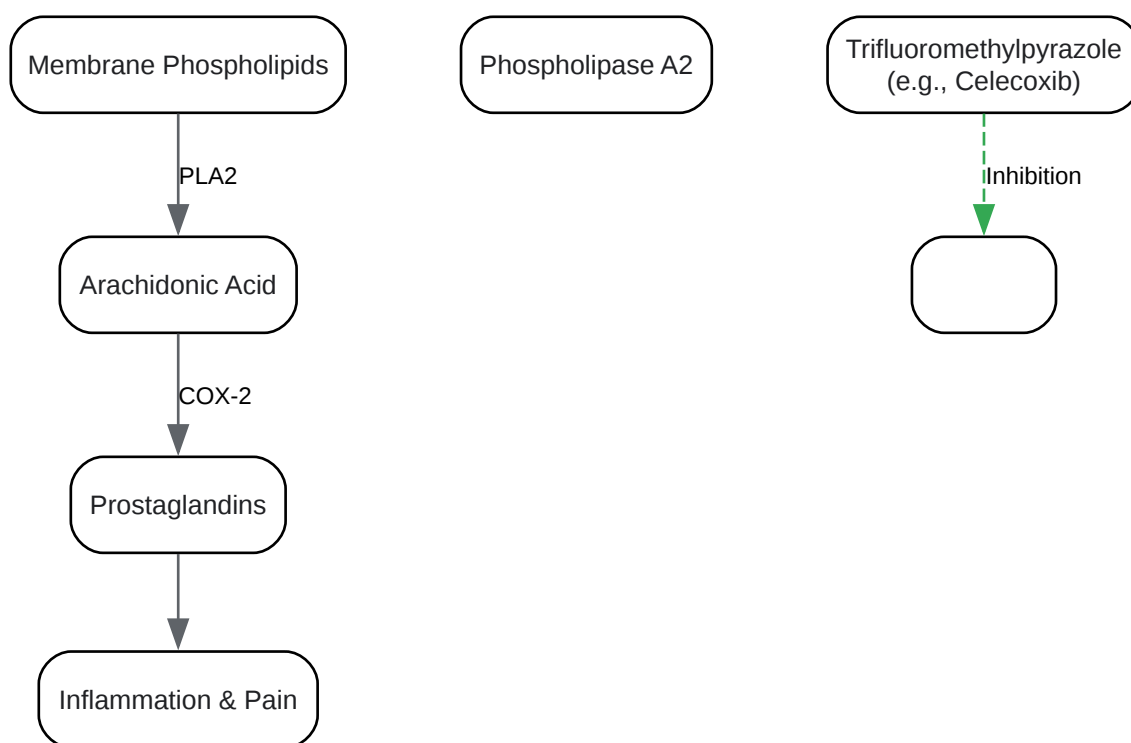 Membrane Phospholipids
Phospholipase A2
Trifluoromethylpyrazole
(e.g., Celecoxib)
PLA2
Inhibition
Arachidonic Acid
COX-2
Prostaglandins
Inflammation & Pain